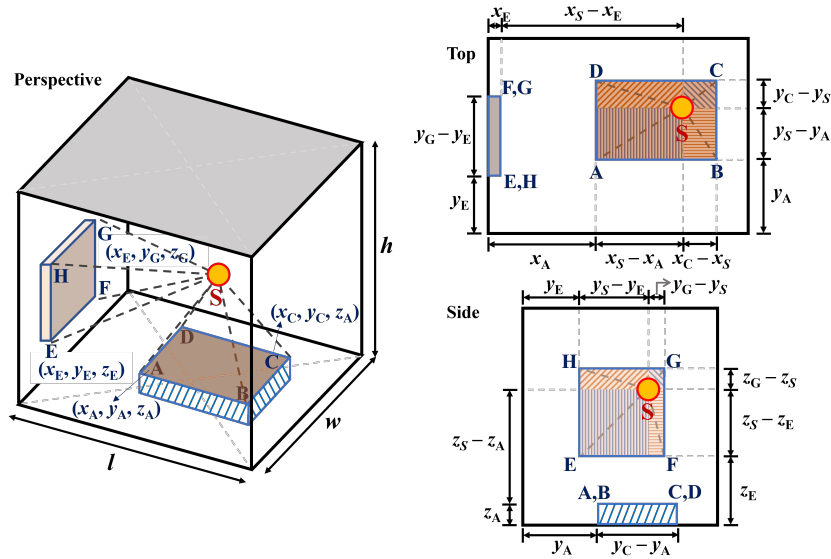 Perspective
G
(x_E, y_G, z_G)
H
S
F
(x_C, y_C, z_A)
D
E
C
(x_E, y_E, z_E)
A
B
(x_A, y_A, z_A)
h
w
l
x_E
x_S − x_E
Top
D
C
F,G
y_C − y_S
y_G − y_E
S
y_S − y_A
A
B
E,H
y_E
y_A
x_A
x_S − x_A
x_C − x_S
y_E
y_S − y_E
y_G − y_S
Side
H
G
z_G − z_S
S
z_S − z_A
z_S − z_E
E
F
A,B
C,D
z_E
z_A
y_A
y_C − y_A